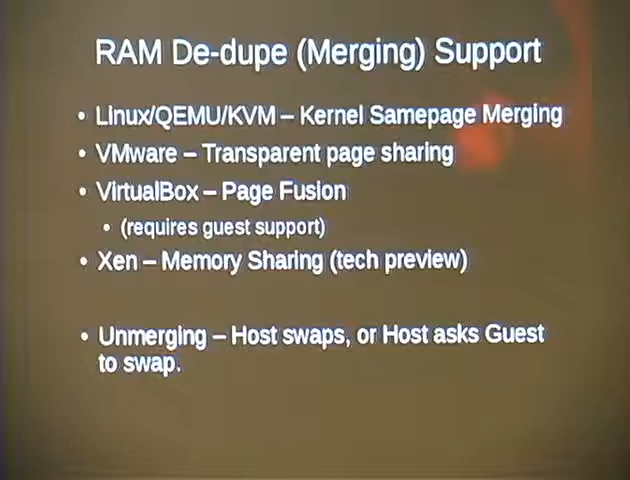 RAM De-dupe (Merging) Support
• Linux/QEMU/KVM – Kernel Samepage Merging
• VMware – Transparent page sharing
• VirtualBox – Page Fusion
• (requires guest support)
• Xen – Memory Sharing (tech preview)
• Unmerging – Host swaps, or Host asks Guest
to swap.